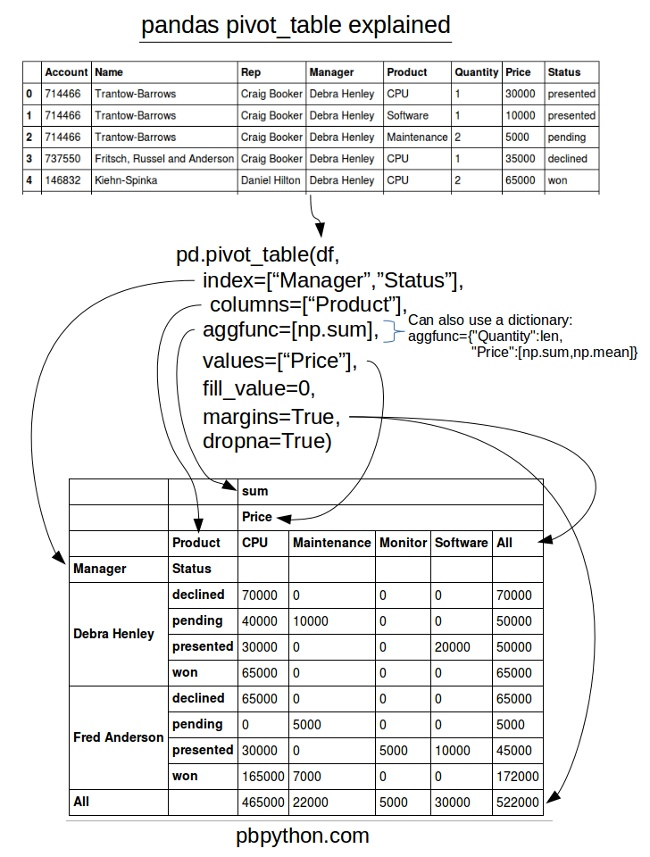 pandas pivot_table explained
Account Name Rep Manager Product Quantity Price Status
0 714466 Trantow-Barrows Craig Booker Debra Henley CPU 1 30000 presented
1 714466 Trantow-Barrows Craig Booker Debra Henley Software 1 10000 presented
2 714466 Trantow-Barrows Craig Booker Debra Henley Maintenance 2 5000 pending
3 737550 Fritsch, Russel and Anderson Craig Booker Debra Henley CPU 1 35000 declined
4 146832 Kiehn-Spinka Daniel Hilton Debra Henley CPU 2 65000 won
pd.pivot_table(df,
index=[“Manager”,”Status”],
columns=[“Product”],
aggfunc=[np.sum],
Can also use a dictionary:
aggfunc={"Quantity":len,
"Price":[np.sum,np.mean]}
values=[“Price”],
fill_value=0,
margins=True,
dropna=True)
sum
Price
Product CPU Maintenance Monitor Software All
Manager Status
Debra Henley
declined 70000 0 0 0 70000
pending 40000 10000 0 0 50000
presented 30000 0 0 20000 50000
won 65000 0 0 0 65000
Fred Anderson
declined 65000 0 0 0 65000
pending 0 5000 0 0 5000
presented 30000 0 5000 10000 45000
won 165000 7000 0 0 172000
All 465000 22000 5000 30000 522000
pbpython.com